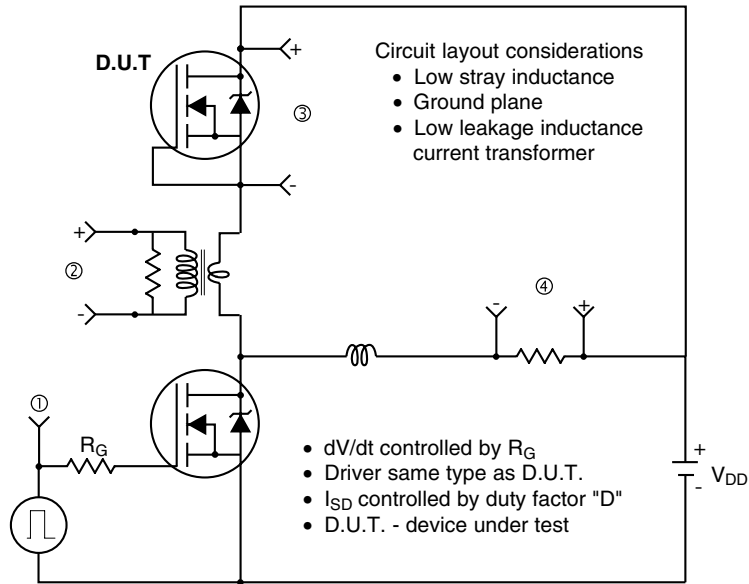 D.U.T
+
③
-
Circuit layout considerations
• Low stray inductance
• Ground plane
• Low leakage inductance
current transformer
+
②
-
-
④
+
①
R_G
• dV/dt controlled by R_G
• Driver same type as D.U.T.
• I_SD controlled by duty factor "D"
• D.U.T. - device under test
+
V_DD
-